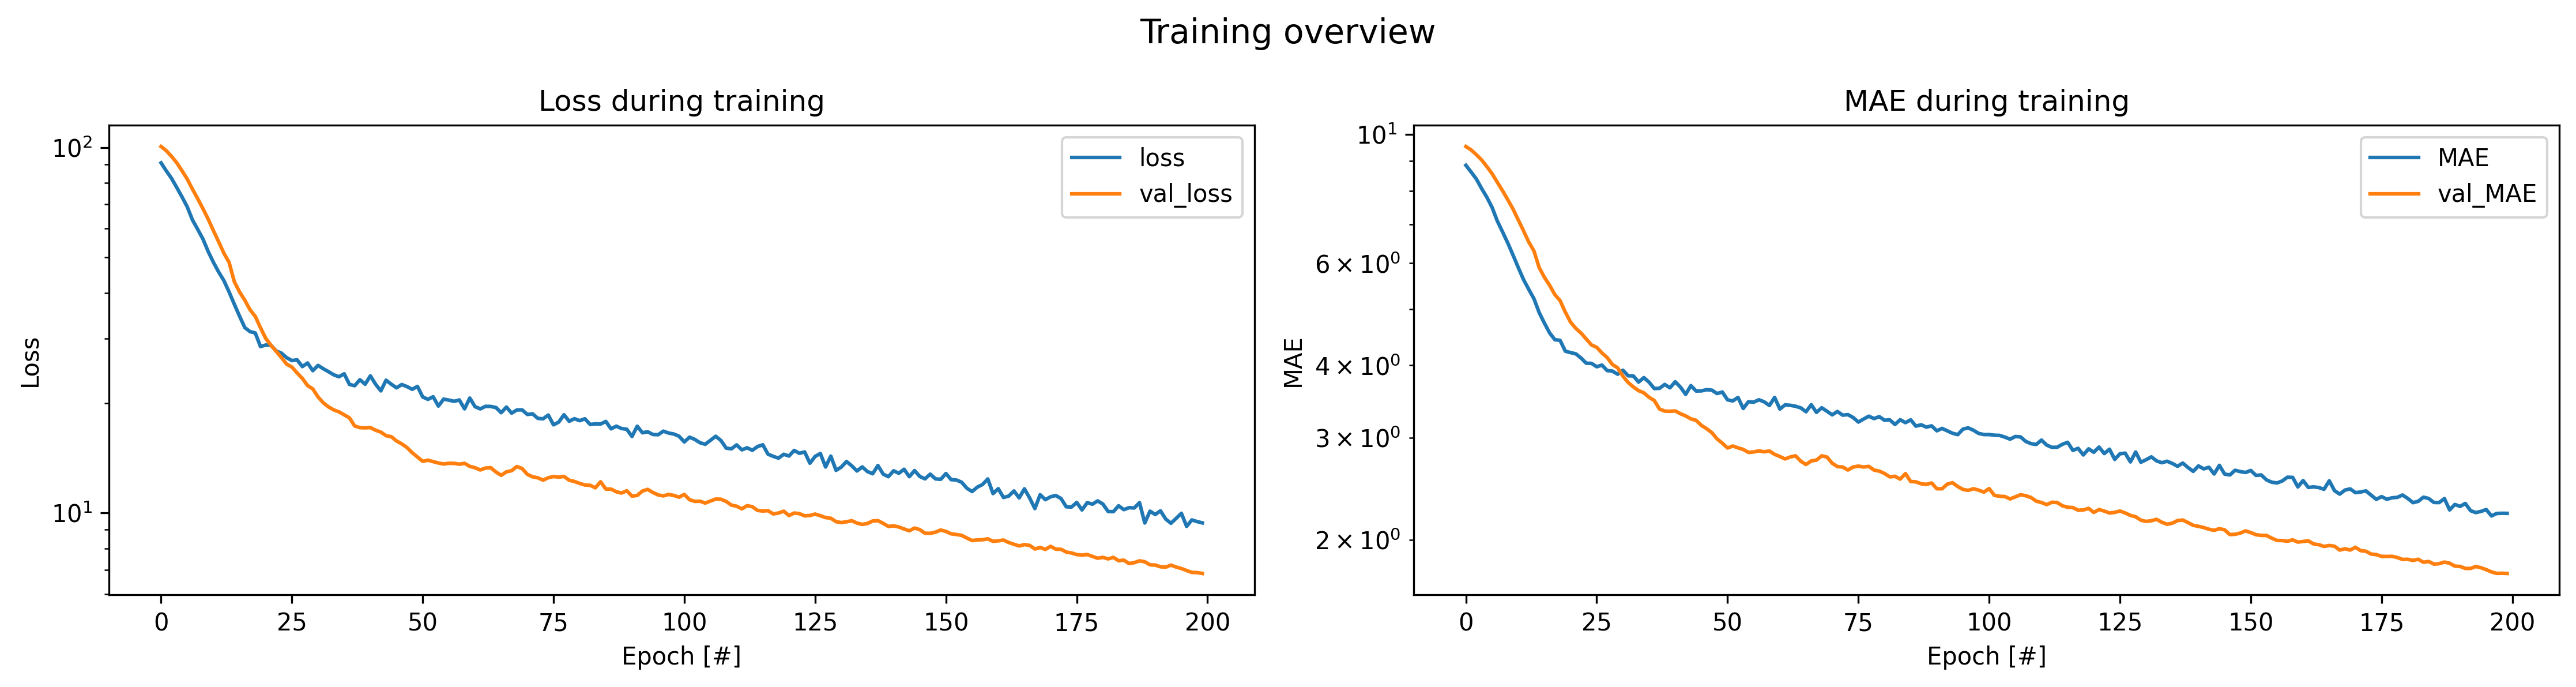 Training overview
Loss during training
10²
10¹
Loss
0 25 50 75 100 125 150 175 200
Epoch [#]
loss
val_loss
MAE during training
10¹
6 × 10⁰
4 × 10⁰
3 × 10⁰
2 × 10⁰
MAE
0 25 50 75 100 125 150 175 200
Epoch [#]
MAE
val_MAE